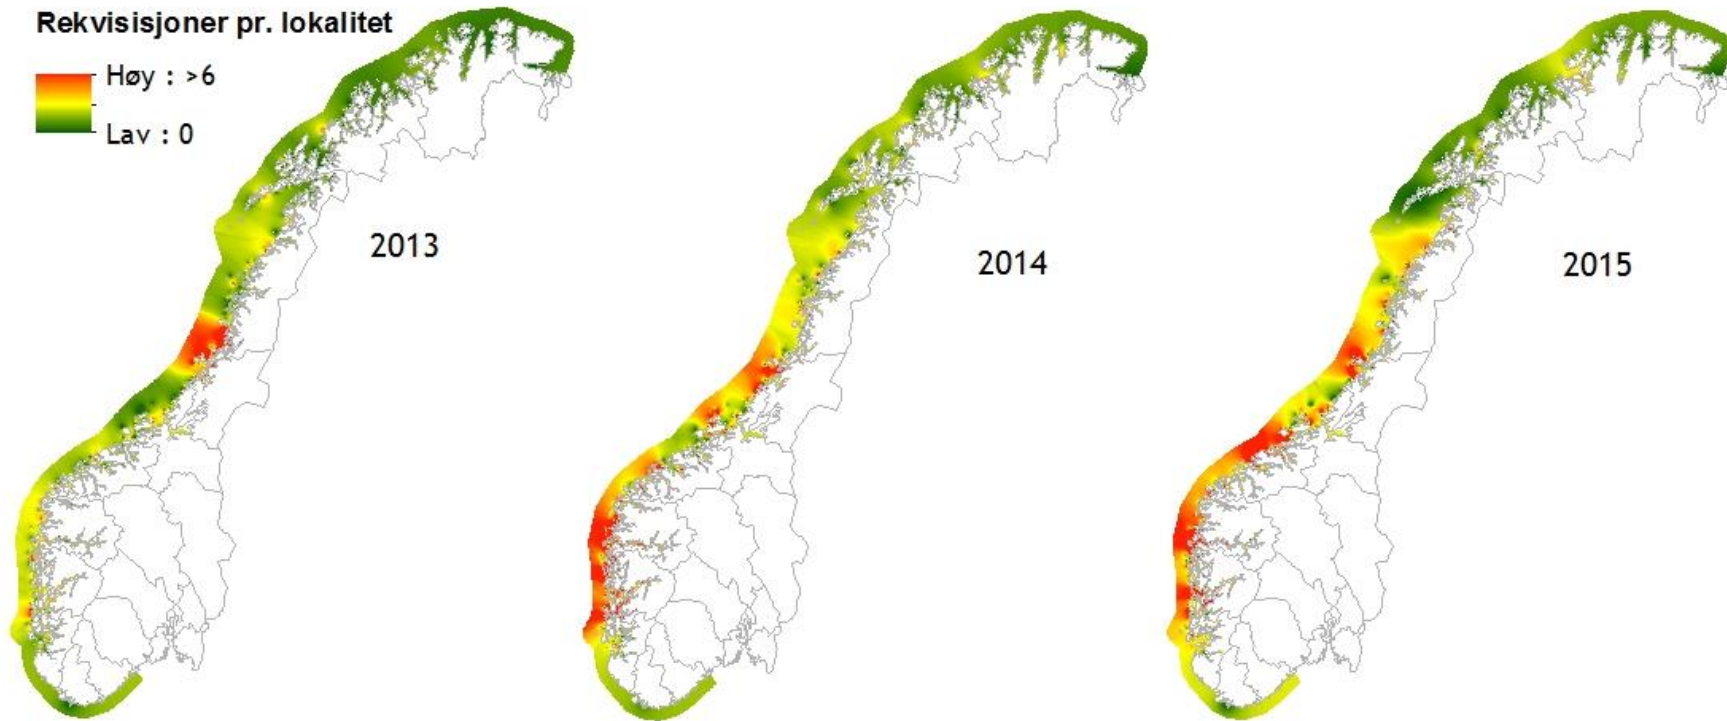 Rekvisisjoner pr. lokalitet
Høy : >6
Lav : 0
2013
2014
2015